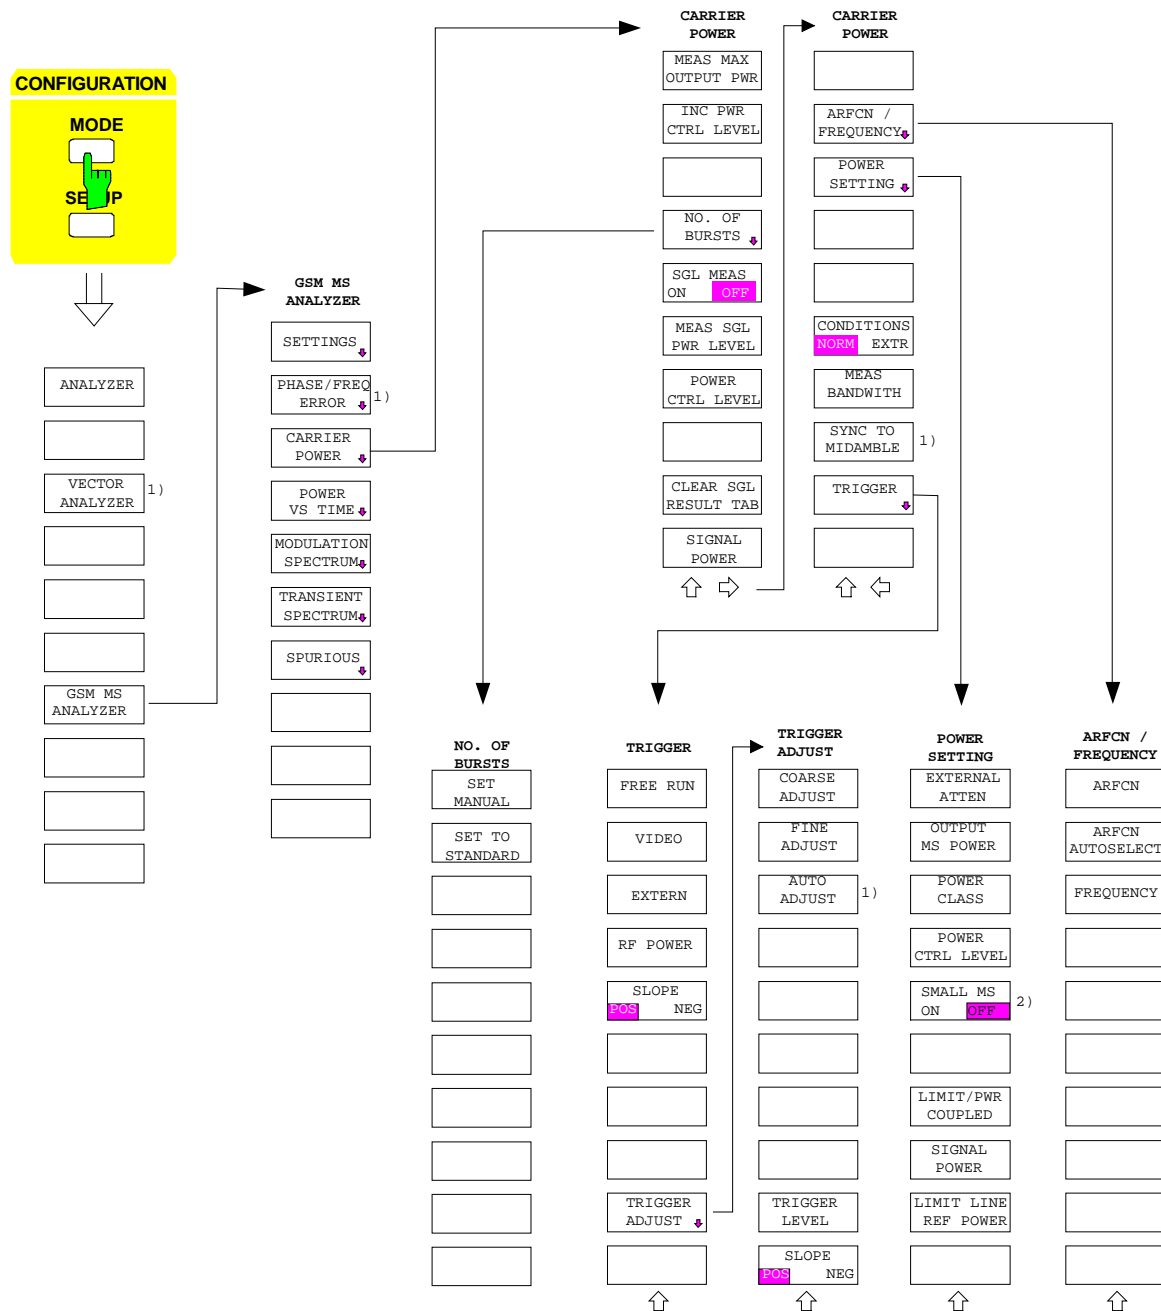 CONFIGURATION
MODE
SE UP
ANALYZER
VECTOR
ANALYZER
1)
GSM MS
ANALYZER
GSM MS
ANALYZER
SETTINGS
PHASE/FREQ
ERROR
1)
CARRIER
POWER
POWER
VS TIME
MODULATION
SPECTRUM
TRANSIENT
SPECTRUM
SPURIOUS
CARRIER
POWER
MEAS MAX
OUTPUT PWR
INC PWR
CTRL LEVEL
NO. OF
BURSTS
SGL MEAS
ON OFF
MEAS SGL
PWR LEVEL
POWER
CTRL LEVEL
CLEAR SGL
RESULT TAB
SIGNAL
POWER
CARRIER
POWER
ARFCN /
FREQUENCY
POWER
SETTING
CONDITIONS
NORM EXTR
MEAS
BANDWITH
SYNC TO
MIDAMBLE
1)
TRIGGER
NO. OF
BURSTS
SET
MANUAL
SET TO
STANDARD
TRIGGER
FREE RUN
VIDEO
EXTERN
RF POWER
SLOPE
POS NEG
TRIGGER
ADJUST
TRIGGER
ADJUST
COARSE
ADJUST
FINE
ADJUST
AUTO
ADJUST
1)
TRIGGER
LEVEL
SLOPE
POS NEG
POWER
SETTING
EXTERNAL
ATTEN
OUTPUT
MS POWER
POWER
CLASS
POWER
CTRL LEVEL
SMALL MS
ON OFF
2)
LIMIT/PWR
COUPLED
SIGNAL
POWER
LIMIT LINE
REF POWER
ARFCN /
FREQUENCY
ARFCN
ARFCN
AUTOSELECT
FREQUENCY